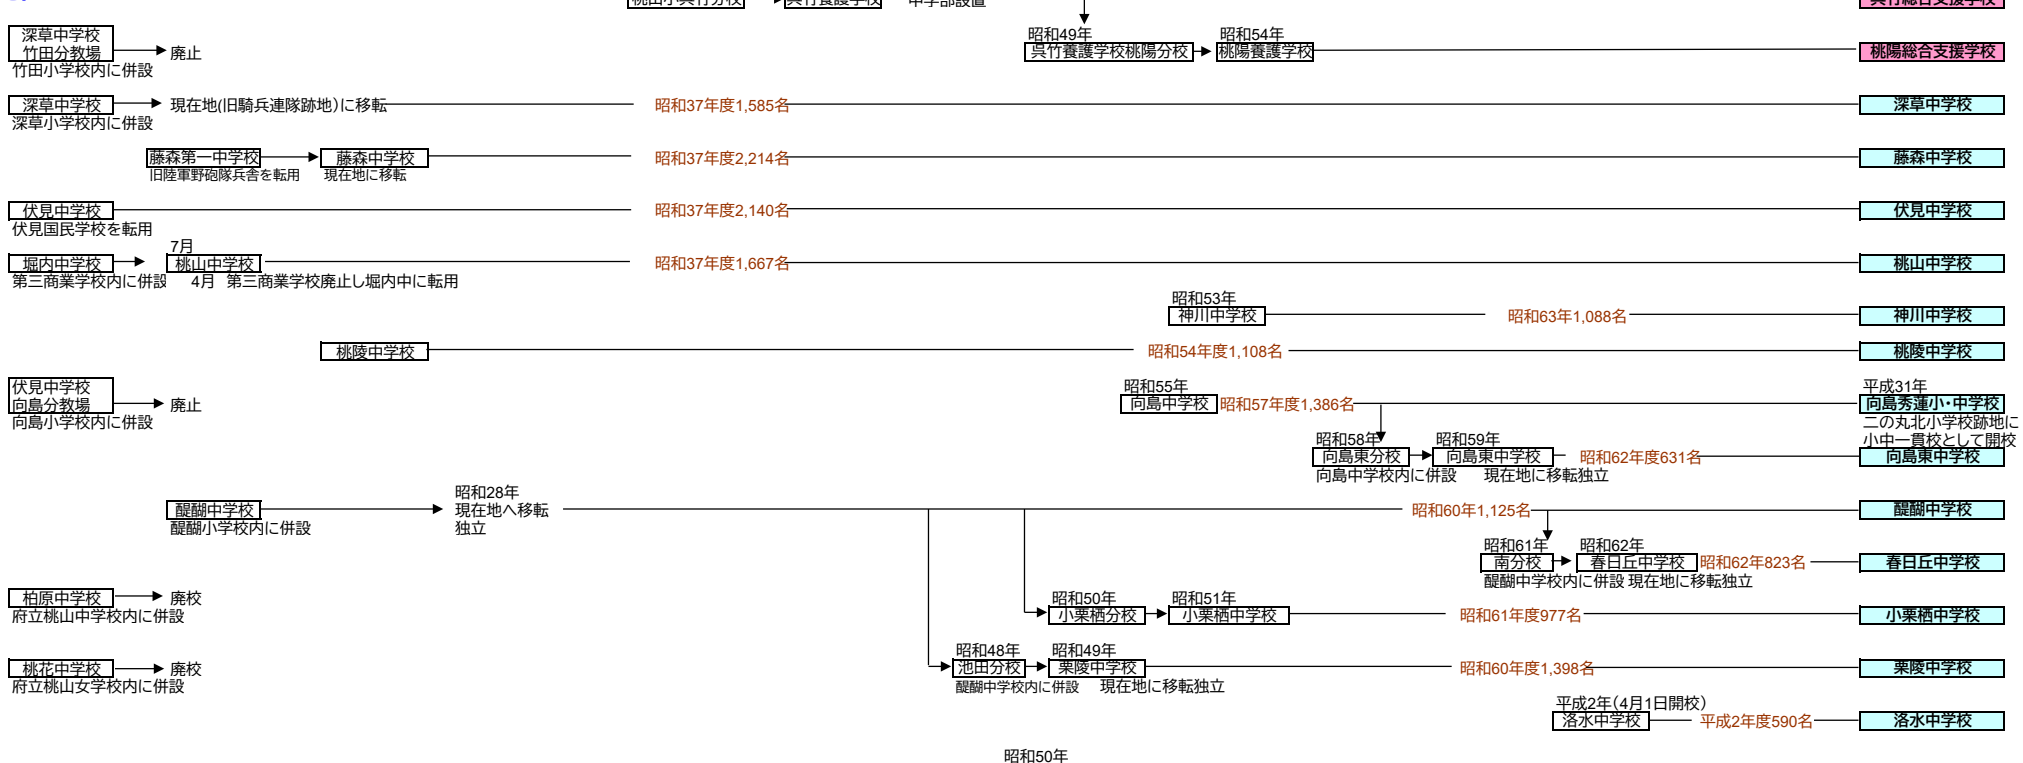 桃山小呉竹分校
呉竹養護学校
中学部設置
呉竹総合支援学校
深草中学校
竹田分教場
廃止
竹田小学校内に併設
昭和49年
昭和54年
呉竹養護学校桃陽分校
桃陽養護学校
桃陽総合支援学校
深草中学校
現在地(旧騎兵連隊跡地)に移転
昭和37年度1,585名
深草中学校
深草小学校内に併設
藤森第一中学校
藤森中学校
昭和37年度2,214名
藤森中学校
旧陸軍野砲隊兵舎を転用
現在地に移転
伏見中学校
昭和37年度2,140名
伏見中学校
伏見国民学校を転用
7月
堀内中学校
桃山中学校
昭和37年度1,667名
桃山中学校
第三商業学校内に併設
4月 第三商業学校廃止し堀内中に転用
昭和53年
神川中学校
昭和63年1,088名
神川中学校
桃陵中学校
昭和54年度1,108名
桃陵中学校
伏見中学校
向島分教場
廃止
向島小学校内に併設
昭和55年
向島中学校
昭和57年度1,386名
平成31年
向島秀蓮小・中学校
二の丸北小学校跡地に
小中一貫校として開校
昭和58年
昭和59年
向島東分校
向島東中学校
昭和62年度631名
向島東中学校
向島中学校内に併設
現在地に移転独立
醍醐中学校
醍醐小学校内に併設
昭和28年
現在地へ移転
独立
昭和60年1,125名
醍醐中学校
昭和61年
昭和62年
南分校
春日丘中学校
昭和62年823名
春日丘中学校
醍醐中学校内に併設
現在地に移転独立
柏原中学校
廃校
府立桃山中学校内に併設
昭和50年
昭和51年
小栗栖分校
小栗栖中学校
昭和61年度977名
小栗栖中学校
桃花中学校
廃校
府立桃山女学校内に併設
昭和48年
昭和49年
池田分校
栗陵中学校
昭和60年度1,398名
栗陵中学校
醍醐中学校内に併設
現在地に移転独立
平成2年(4月1日開校)
洛水中学校
平成2年度590名
洛水中学校
昭和50年